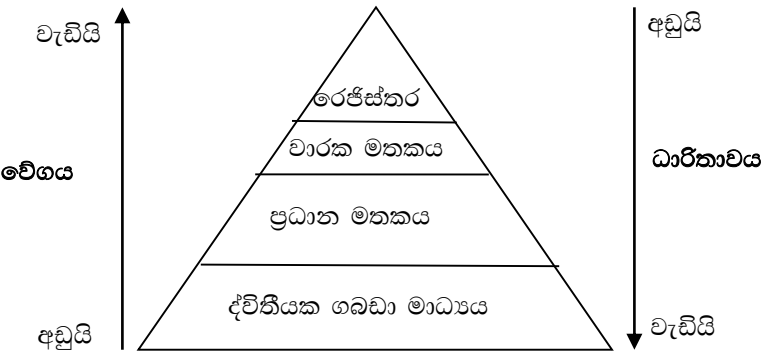 වැඩියි
අඩුයි
රෙජිස්තර
වාරක මතකය
වේගය
ධාරිතාවය
ප්‍රධාන මතකය
ද්විතීයක ගබඩා මාධ්‍යය
අඩුයි
වැඩියි